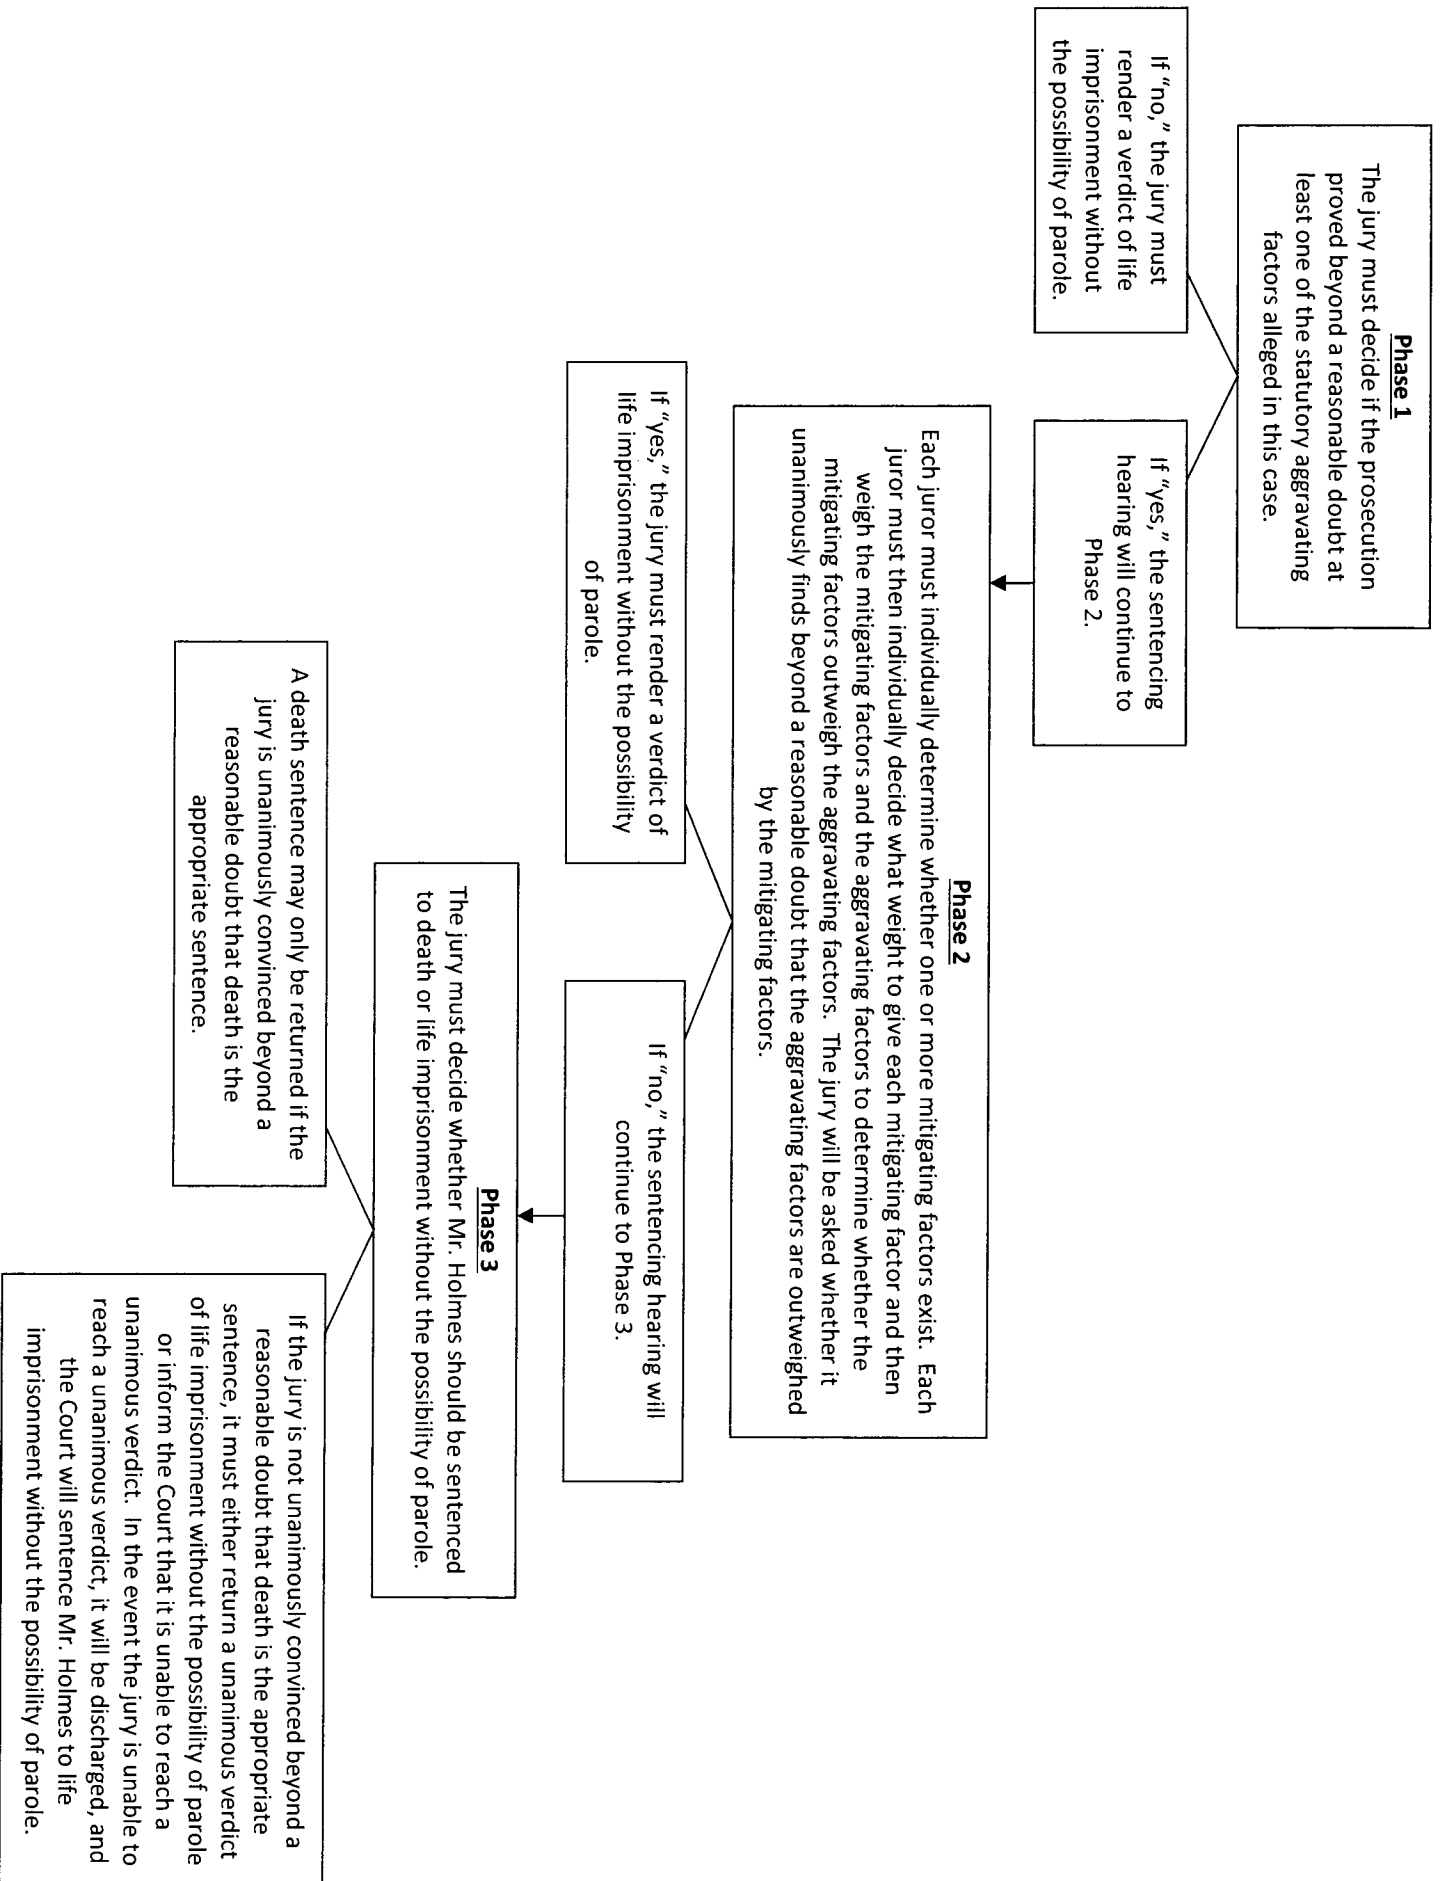 Phase 1
The jury must decide if the prosecution
proved beyond a reasonable doubt at
least one of the statutory aggravating
factors alleged in this case.
If “no,” the jury must
render a verdict of life
imprisonment without
the possibility of parole.
If “yes,” the sentencing
hearing will continue to
Phase 2.
Phase 2
Each juror must individually determine whether one or more mitigating factors exist. Each
juror must then individually decide what weight to give each mitigating factor and then
weigh the mitigating factors and the aggravating factors to determine whether the
mitigating factors outweigh the aggravating factors. The jury will be asked whether it
unanimously finds beyond a reasonable doubt that the aggravating factors are outweighed
by the mitigating factors.
If “yes,” the jury must render a verdict of
life imprisonment without the possibility
of parole.
If “no,” the sentencing hearing will
continue to Phase 3.
Phase 3
The jury must decide whether Mr. Holmes should be sentenced
to death or life imprisonment without the possibility of parole.
A death sentence may only be returned if the
jury is unanimously convinced beyond a
reasonable doubt that death is the
appropriate sentence.
If the jury is not unanimously convinced beyond a
reasonable doubt that death is the appropriate
sentence, it must either return a unanimous verdict
of life imprisonment without the possibility of parole
or inform the Court that it is unable to reach a
unanimous verdict. In the event the jury is unable to
reach a unanimous verdict, it will be discharged, and
the Court will sentence Mr. Holmes to life
imprisonment without the possibility of parole.